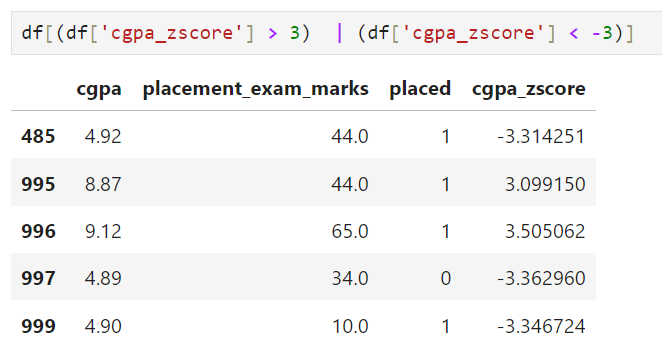 df[(df['cgpa_zscore'] > 3)  | (df['cgpa_zscore'] < -3)]
cgpa placement_exam_marks placed cgpa_zscore
485 4.92 44.0 1 -3.314251
995 8.87 44.0 1 3.099150
996 9.12 65.0 1 3.505062
997 4.89 34.0 0 -3.362960
999 4.90 10.0 1 -3.346724